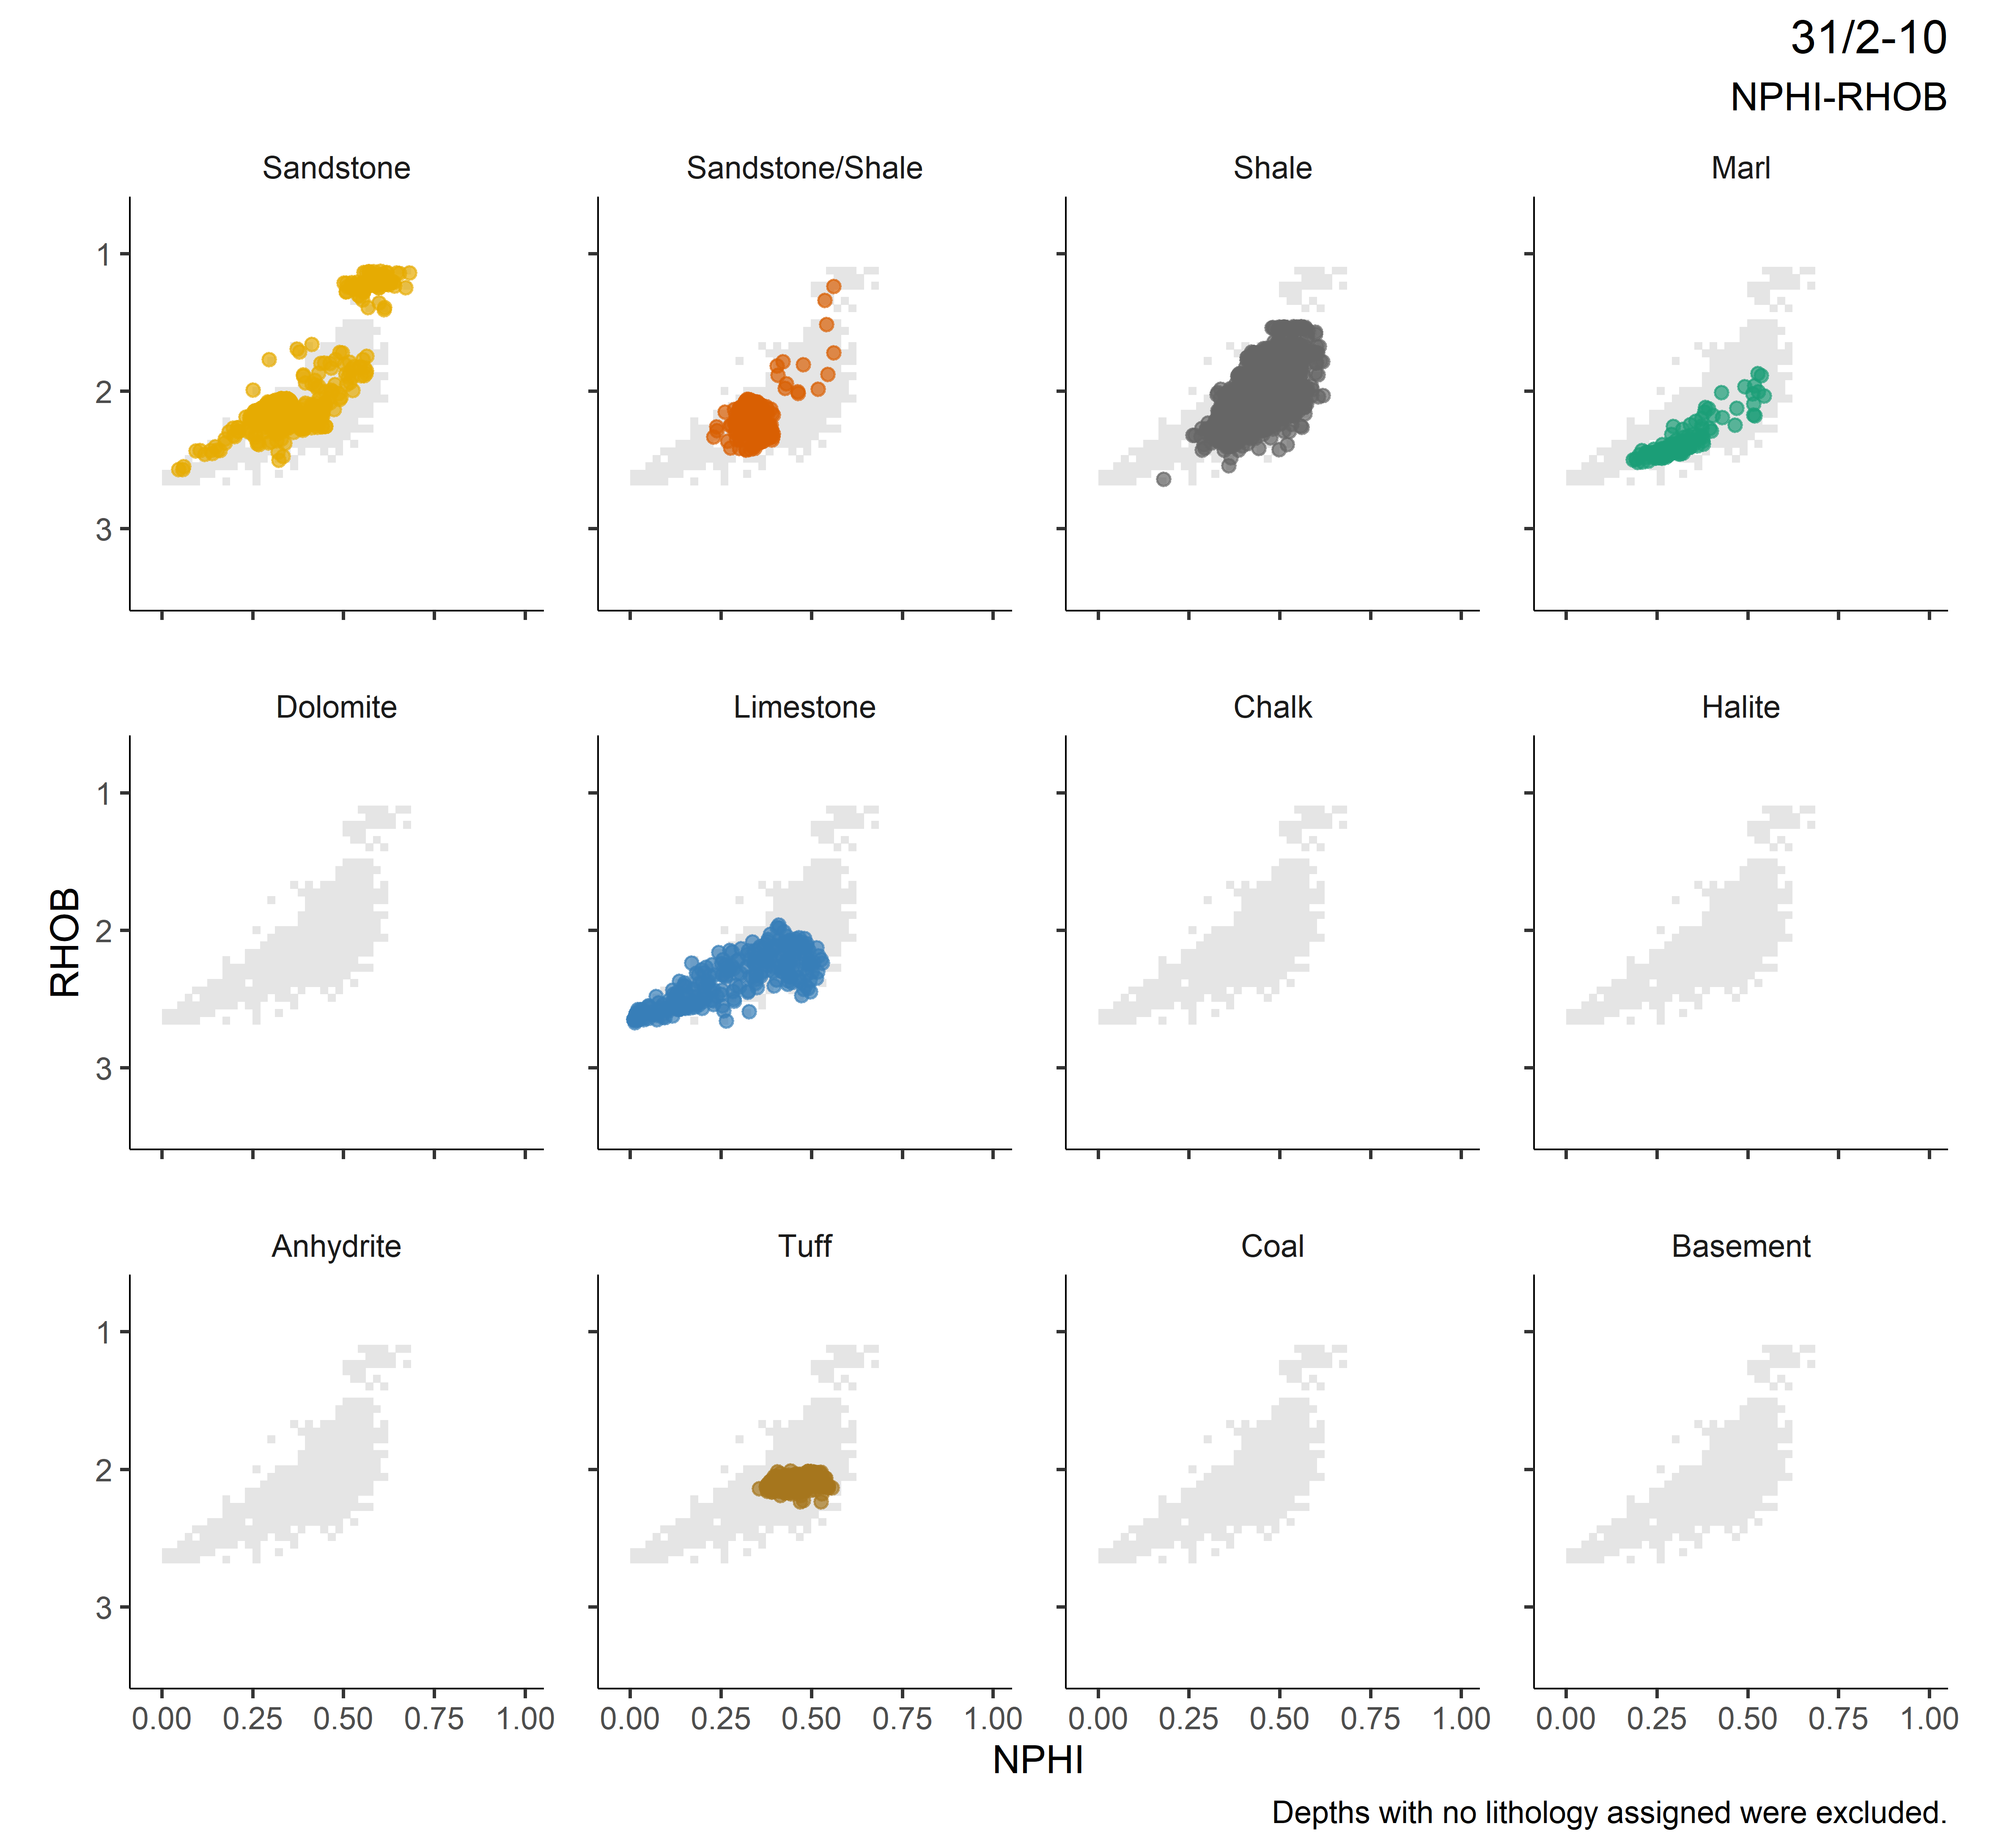 31/2-10
NPHI-RHOB
Sandstone Sandstone/Shale Shale Marl
1
2
3
Dolomite Limestone Chalk Halite
1
2
3
RHOB
Anhydrite Tuff Coal Basement
1
2
3
0.00 0.25 0.50 0.75 1.00 0.00 0.25 0.50 0.75 1.00 0.00 0.25 0.50 0.75 1.00 0.00 0.25 0.50 0.75 1.00
NPHI
Depths with no lithology assigned were excluded.